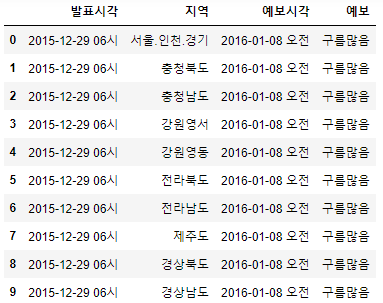 발표시각 지역 예보시각 예보
0 2015-12-29 06시 서울.인천.경기 2016-01-08 오전 구름많음
1 2015-12-29 06시 충청북도 2016-01-08 오전 구름많음
2 2015-12-29 06시 충청남도 2016-01-08 오전 구름많음
3 2015-12-29 06시 강원영서 2016-01-08 오전 구름많음
4 2015-12-29 06시 강원영동 2016-01-08 오전 구름많음
5 2015-12-29 06시 전라북도 2016-01-08 오전 구름많음
6 2015-12-29 06시 전라남도 2016-01-08 오전 구름많음
7 2015-12-29 06시 제주도 2016-01-08 오전 구름많음
8 2015-12-29 06시 경상북도 2016-01-08 오전 구름많음
9 2015-12-29 06시 경상남도 2016-01-08 오전 구름많음